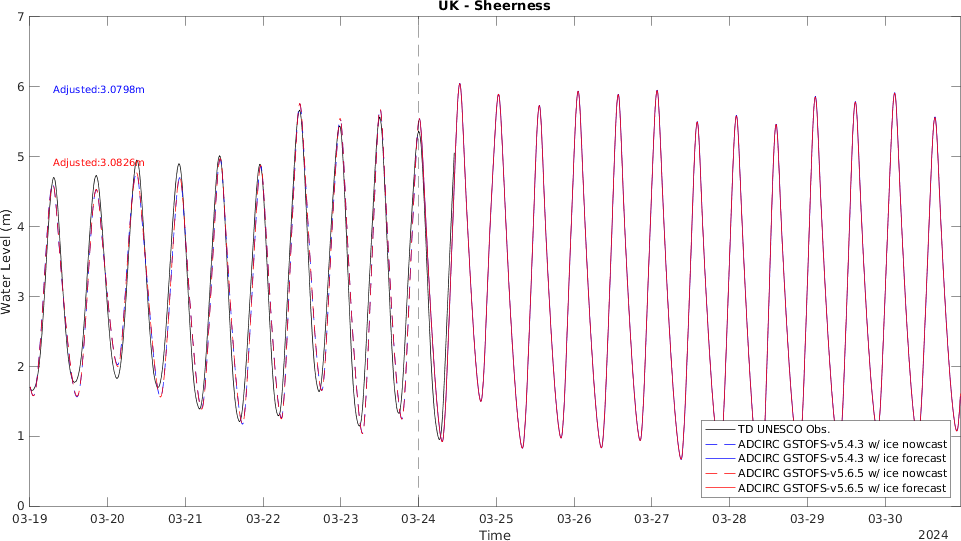 UK - Sheerness
7
6
5
4
3
2
1
0
Water Level (m)
Adjusted:3.0798m
Adjusted:3.0826m
TD UNESCO Obs.
ADCIRC GSTOFS-v5.4.3 w/ ice nowcast
ADCIRC GSTOFS-v5.4.3 w/ ice forecast
ADCIRC GSTOFS-v5.6.5 w/ ice nowcast
ADCIRC GSTOFS-v5.6.5 w/ ice forecast
03-19 03-20 03-21 03-22 03-23 03-24 03-25 03-26 03-27 03-28 03-29 03-30
Time
2024